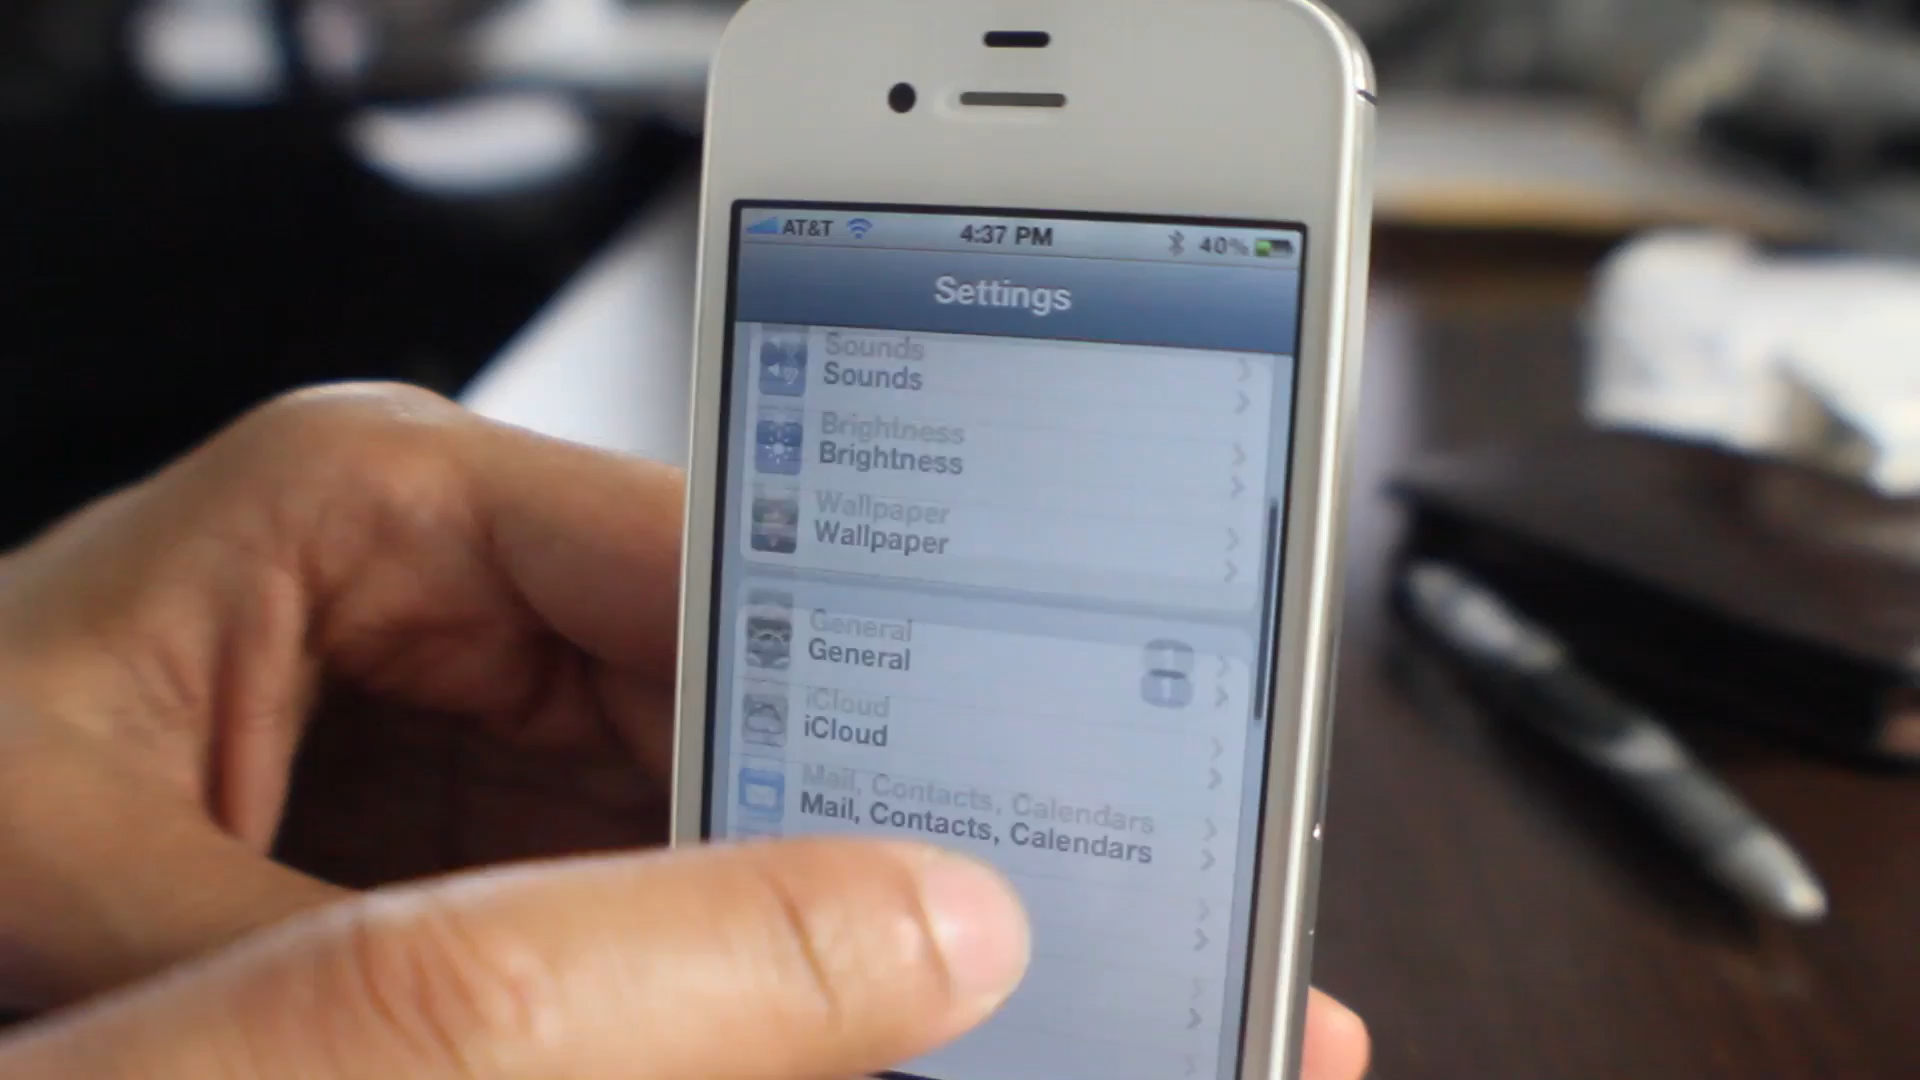 AT&T 4:37 PM 40%
Settings
Sounds
Sounds
Brightness
Brightness
Wallpaper
Wallpaper
General
General
iCloud
iCloud
Mail, Contacts, Calendars
Mail, Contacts, Calendars